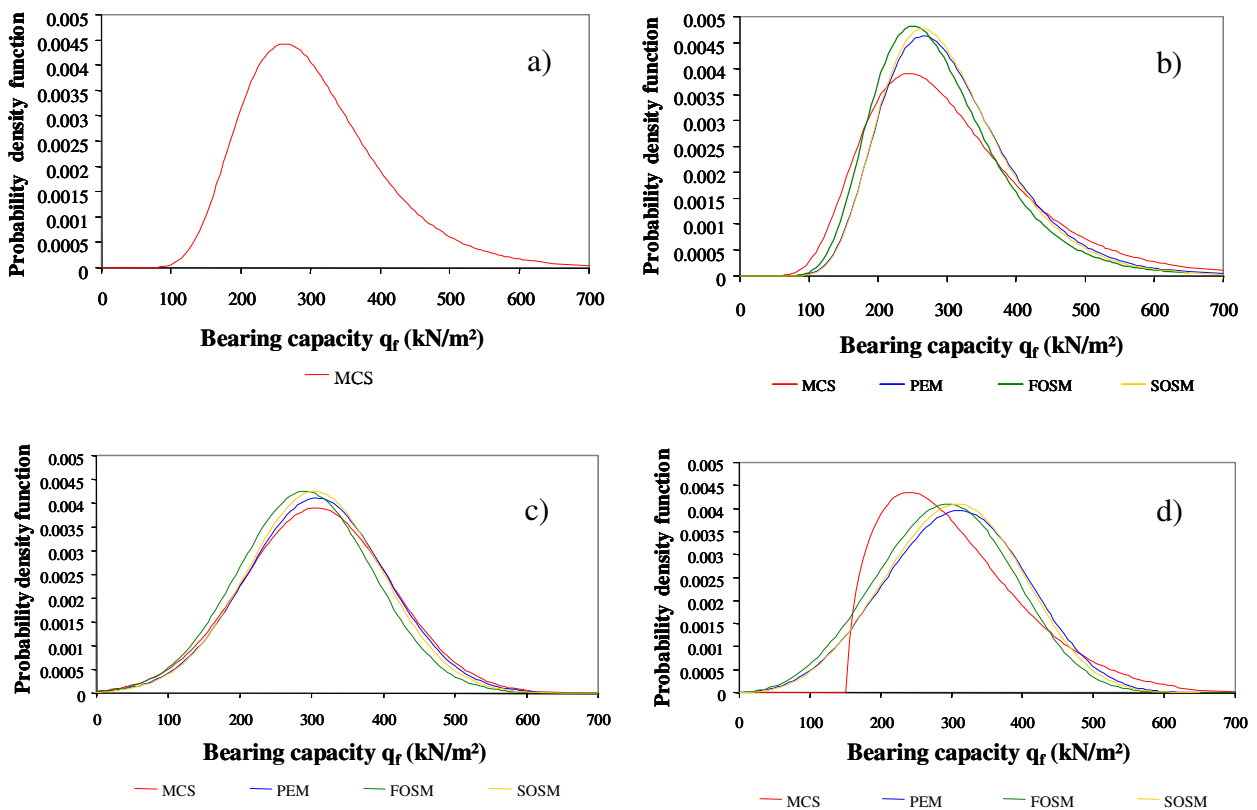 a)
Probability density function
0.005
0.0045
0.004
0.0035
0.003
0.0025
0.002
0.0015
0.001
0.0005
0
0 100 200 300 400 500 600 700
Bearing capacity qf (kN/m²)
MCS
b)
Probability density function
0.005
0.0045
0.004
0.0035
0.003
0.0025
0.002
0.0015
0.001
0.0005
0
0 100 200 300 400 500 600 700
Bearing capacity qf (kN/m²)
MCS PEM FOSM SOSM
c)
Probability density function
0.005
0.0045
0.004
0.0035
0.003
0.0025
0.002
0.0015
0.001
0.0005
0
0 100 200 300 400 500 600 700
Bearing capacity qf (kN/m²)
MCS PEM FOSM SOSM
d)
Probability density function
0.005
0.0045
0.004
0.0035
0.003
0.0025
0.002
0.0015
0.001
0.0005
0
0 100 200 300 400 500 600 700
Bearing capacity qf (kN/m²)
MCS PEM FOSM SOSM